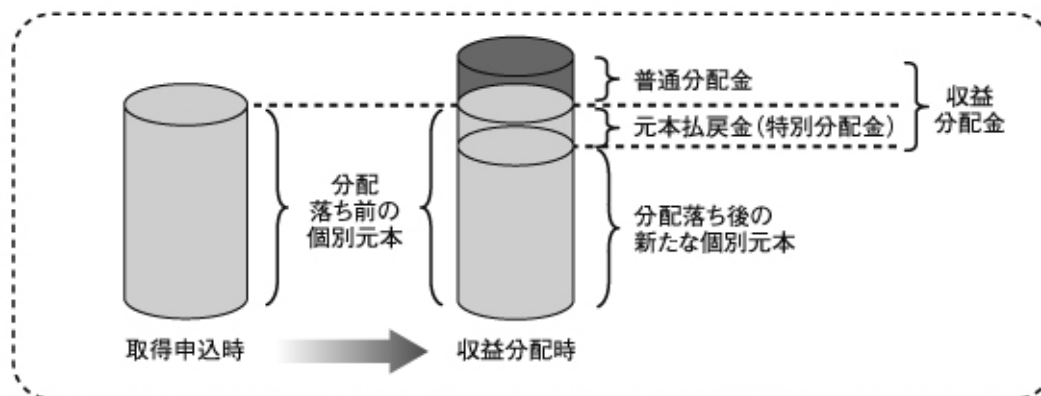 普通分配金
元本払戻金（特別分配金）
収益
分配金
分配
落ち前の
個別元本
分配落ち後の
新たな個別元本
取得申込時
収益分配時